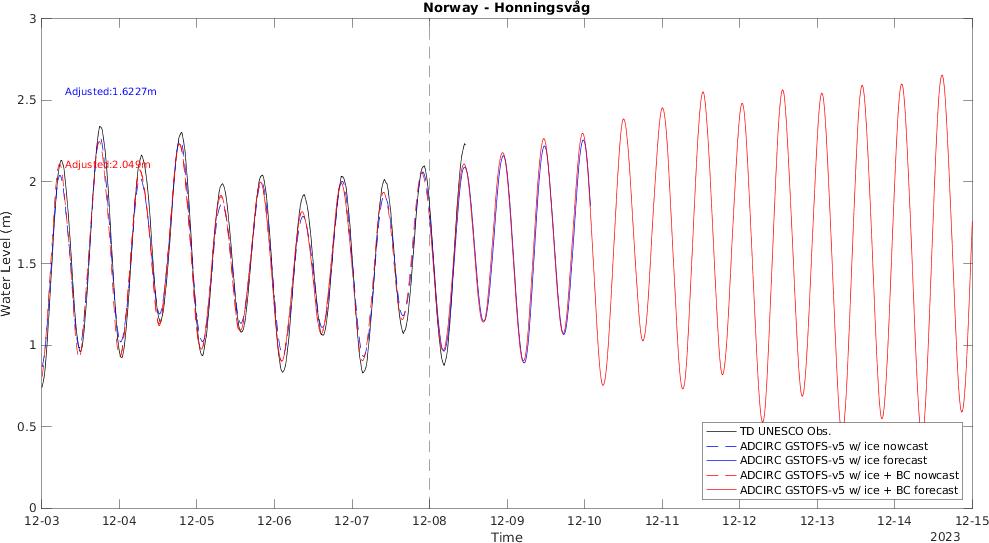 Norway - Honningsvåg
3
2.5
2
1.5
1
0.5
0
Water Level (m)
Adjusted:1.6227m
Adjusted:2.049m
TD UNESCO Obs.
ADCIRC GSTOFS-v5 w/ ice nowcast
ADCIRC GSTOFS-v5 w/ ice forecast
ADCIRC GSTOFS-v5 w/ ice + BC nowcast
ADCIRC GSTOFS-v5 w/ ice + BC forecast
12-03 12-04 12-05 12-06 12-07 12-08 12-09 12-10 12-11 12-12 12-13 12-14 12-15
Time
2023